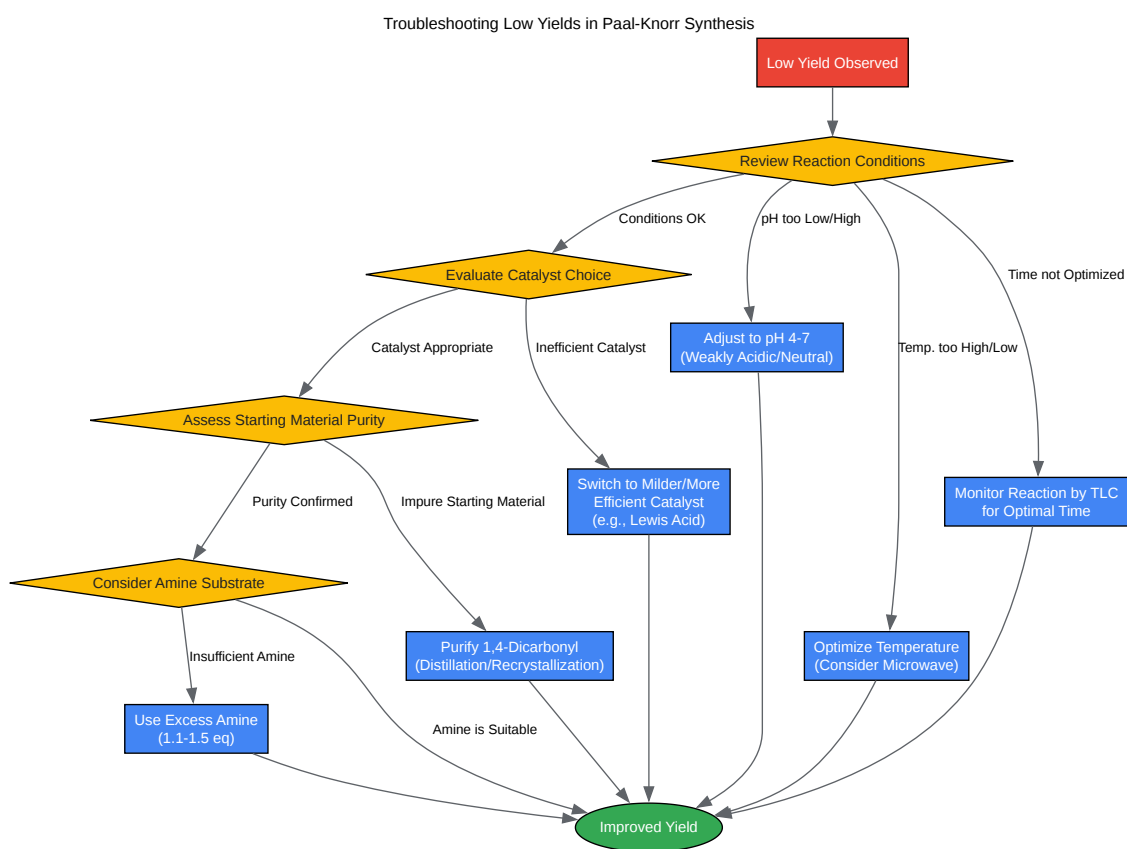 Troubleshooting Low Yields in Paal-Knorr Synthesis
Low Yield Observed
Review Reaction Conditions
Conditions OK
pH too Low/High
Time not Optimized
Evaluate Catalyst Choice
Catalyst Appropriate
Inefficient Catalyst
Adjust to pH 4-7
(Weakly Acidic/Neutral)
Temp. too High/Low
Assess Starting Material Purity
Purity Confirmed
Impure Starting Material
Switch to Milder/More
Efficient Catalyst
(e.g., Lewis Acid)
Monitor Reaction by TLC
for Optimal Time
Consider Amine Substrate
Insufficient Amine
Purify 1,4-Dicarbonyl
(Distillation/Recrystallization)
Optimize Temperature
(Consider Microwave)
Use Excess Amine
(1.1-1.5 eq)
Amine is Suitable
Improved Yield